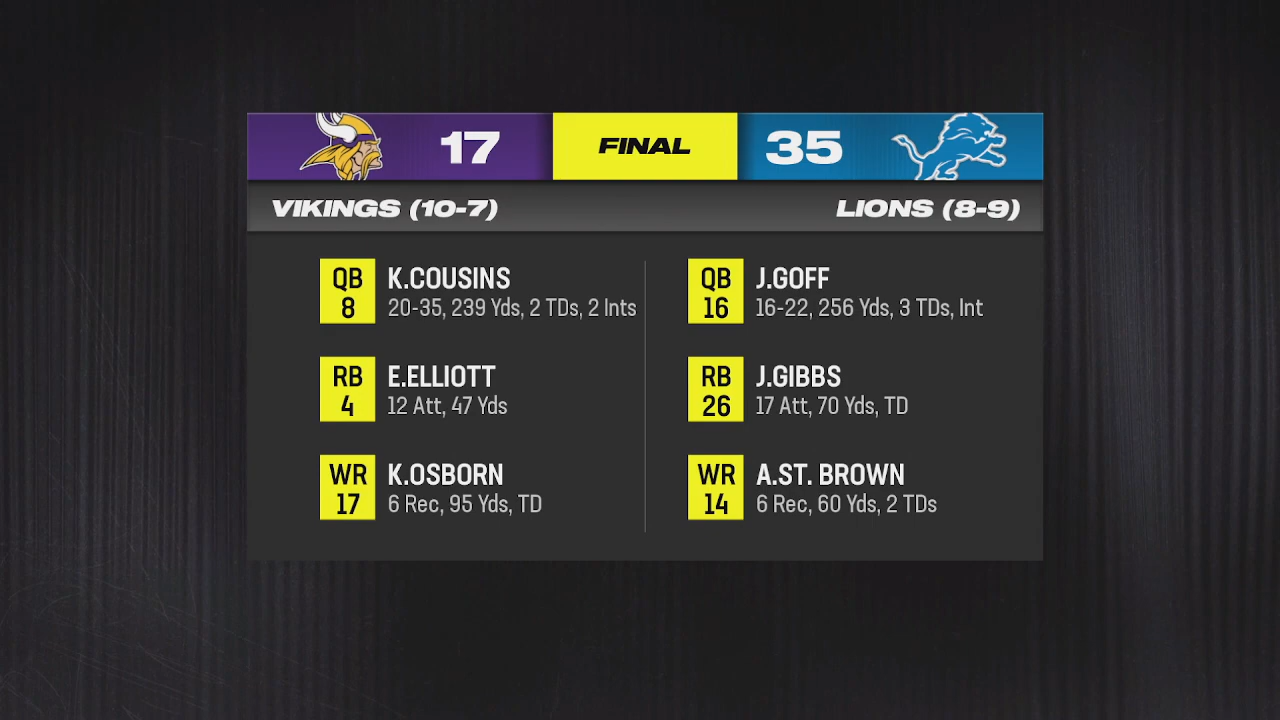 17 FINAL 35
VIKINGS (10-7) LIONS (8-9)
QB 8 K.COUSINS
20-35, 239 Yds, 2 TDs, 2 Ints
RB 4 E.ELLIOTT
12 Att, 47 Yds
WR 17 K.OSBORN
6 Rec, 95 Yds, TD
QB 16 J.GOFF
16-22, 256 Yds, 3 TDs, Int
RB 26 J.GIBBS
17 Att, 70 Yds, TD
WR 14 A.ST. BROWN
6 Rec, 60 Yds, 2 TDs